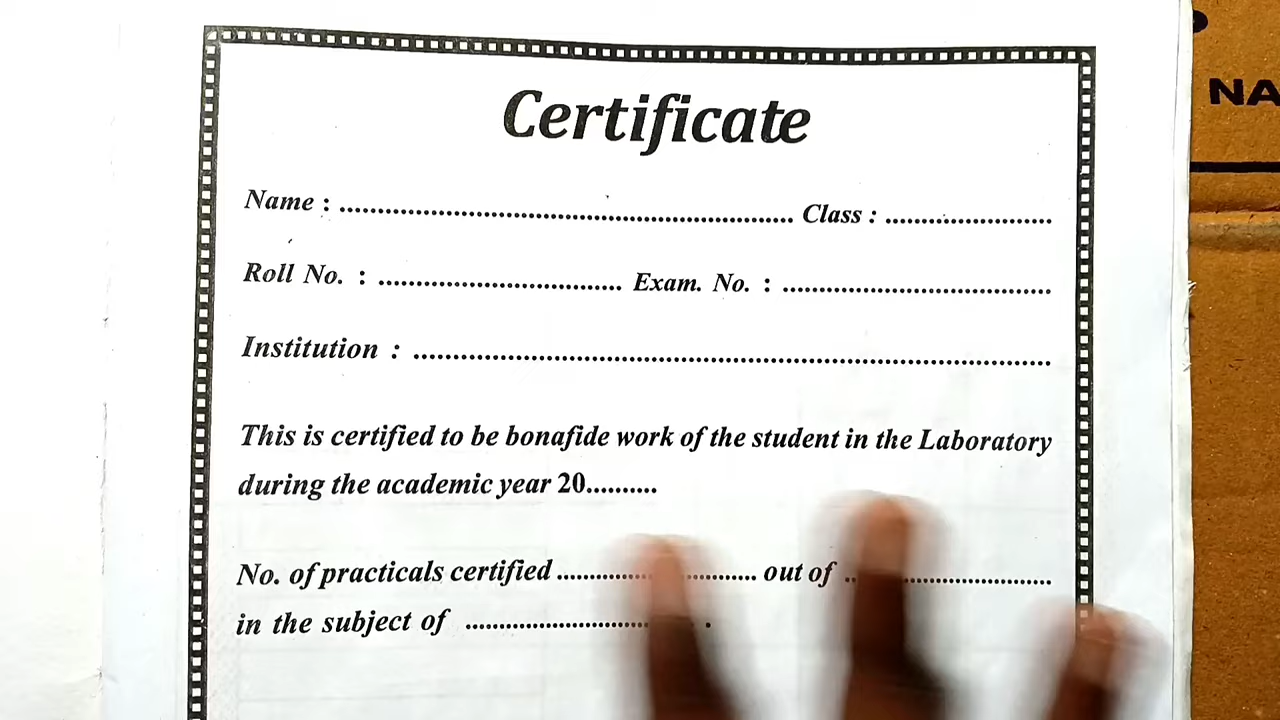 Certificate
Name : ........................................................................ Class : ..........................
Roll No. : ...................................... Exam. No. : ..........................................
Institution : .....................................................................................................
This is certified to be bonafide work of the student in the Laboratory
during the academic year 20..........
No. of practicals certified ............................... out of ................................
in the subject of .....................................
NA